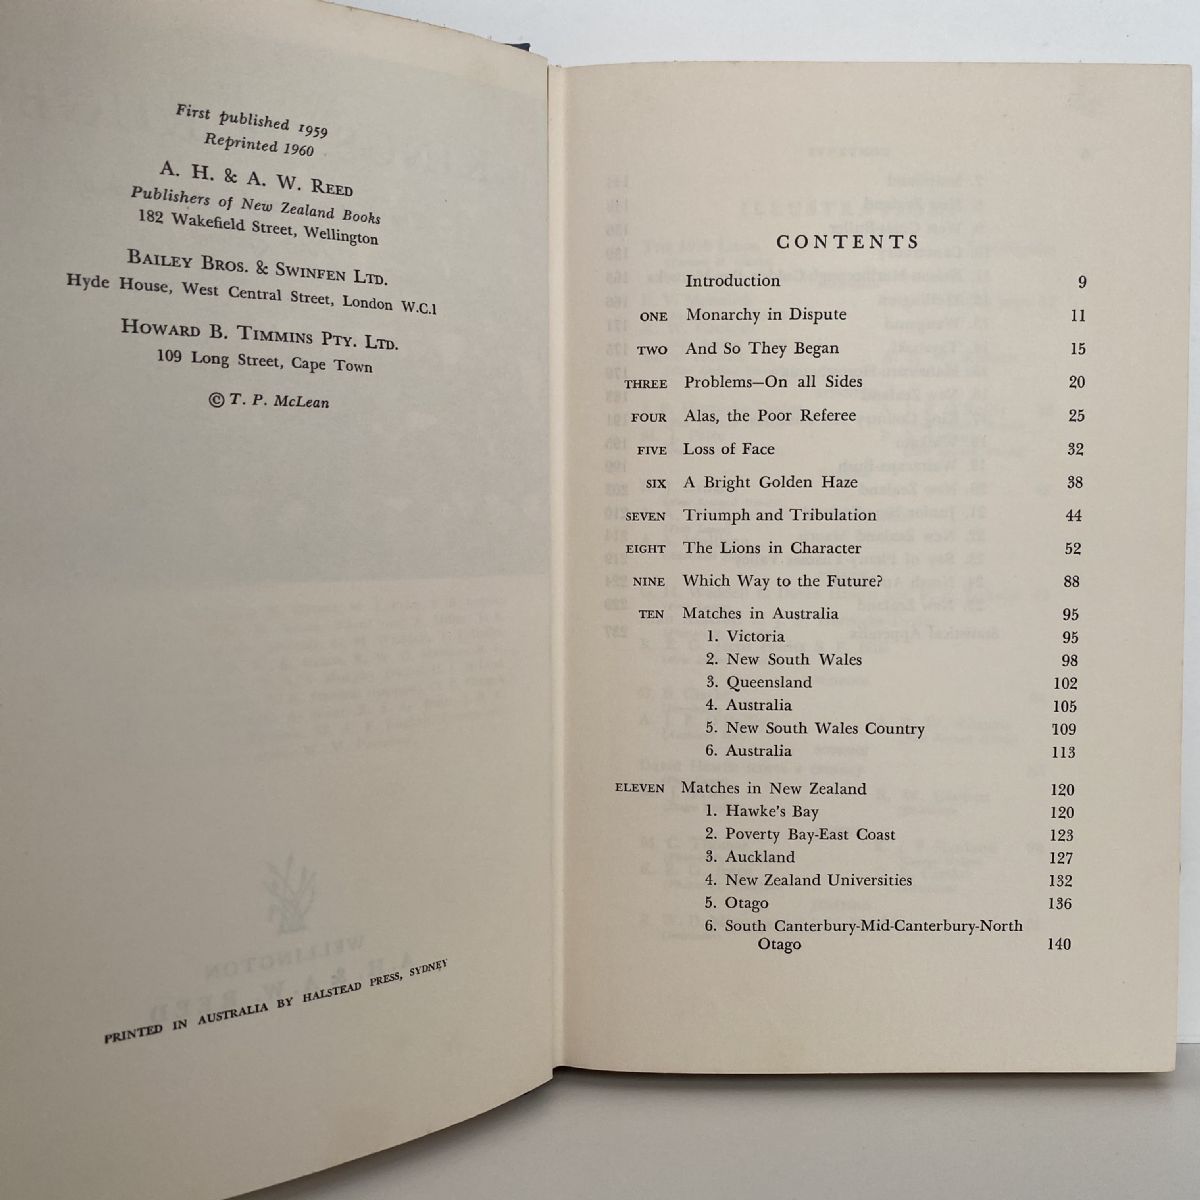 First published 1959
Reprinted 1960
A. H. & A. W. REED
Publishers of New Zealand Books
182 Wakefield Street, Wellington
BAILEY BROS. & SWINFEN LTD.
Hyde House, West Central Street, London W.C.1
HOWARD B. TIMMINS PTY. LTD.
109 Long Street, Cape Town
© T. P. McLean
PRINTED IN AUSTRALIA BY HALSTEAD PRESS, SYDNEY
CONTENTS
Introduction 9
ONE Monarchy in Dispute 11
TWO And So They Began 15
THREE Problems—On all Sides 20
FOUR Alas, the Poor Referee 25
FIVE Loss of Face 32
SIX A Bright Golden Haze 38
SEVEN Triumph and Tribulation 44
EIGHT The Lions in Character 52
NINE Which Way to the Future? 88
TEN Matches in Australia 95
1. Victoria 95
2. New South Wales 98
3. Queensland 102
4. Australia 105
5. New South Wales Country 109
6. Australia 113
ELEVEN Matches in New Zealand 120
1. Hawke's Bay 120
2. Poverty Bay-East Coast 123
3. Auckland 127
4. New Zealand Universities 132
5. Otago 136
6. South Canterbury-Mid-Canterbury-North
Otago 140